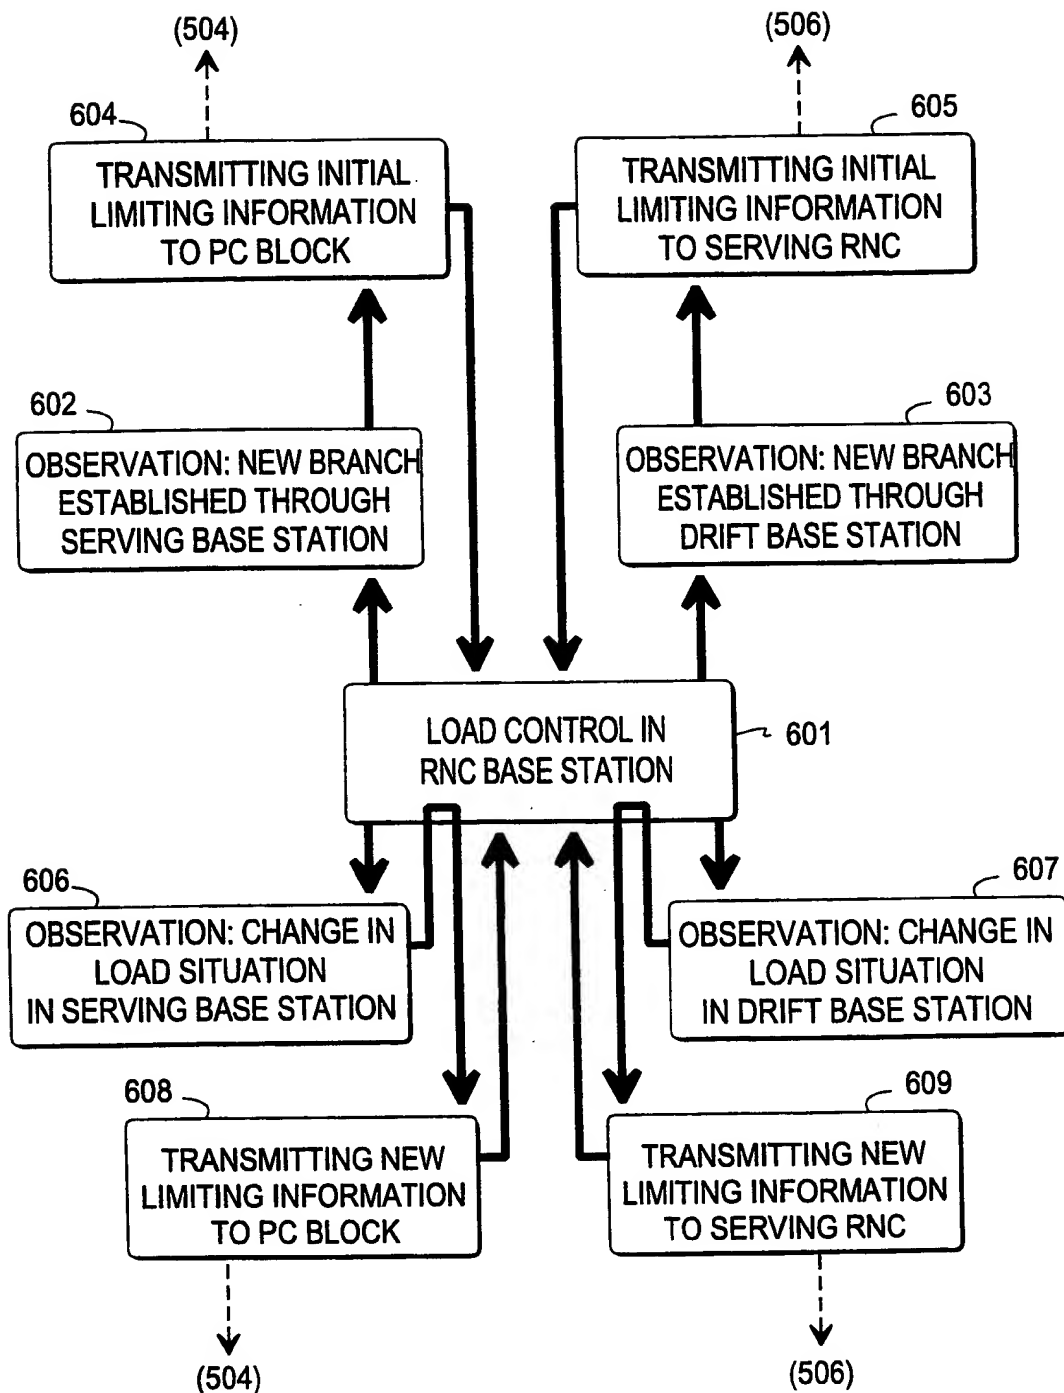 (504)
(506)
604
605
TRANSMITTING INITIAL
LIMITING INFORMATION
TO PC BLOCK
TRANSMITTING INITIAL
LIMITING INFORMATION
TO SERVING RNC
602
603
OBSERVATION: NEW BRANCH
ESTABLISHED THROUGH
SERVING BASE STATION
OBSERVATION: NEW BRANCH
ESTABLISHED THROUGH
DRIFT BASE STATION
LOAD CONTROL IN
RNC BASE STATION
601
606
607
OBSERVATION: CHANGE IN
LOAD SITUATION
IN SERVING BASE STATION
OBSERVATION: CHANGE IN
LOAD SITUATION
IN DRIFT BASE STATION
608
609
TRANSMITTING NEW
LIMITING INFORMATION
TO PC BLOCK
TRANSMITTING NEW
LIMITING INFORMATION
TO SERVING RNC
(504)
(506)